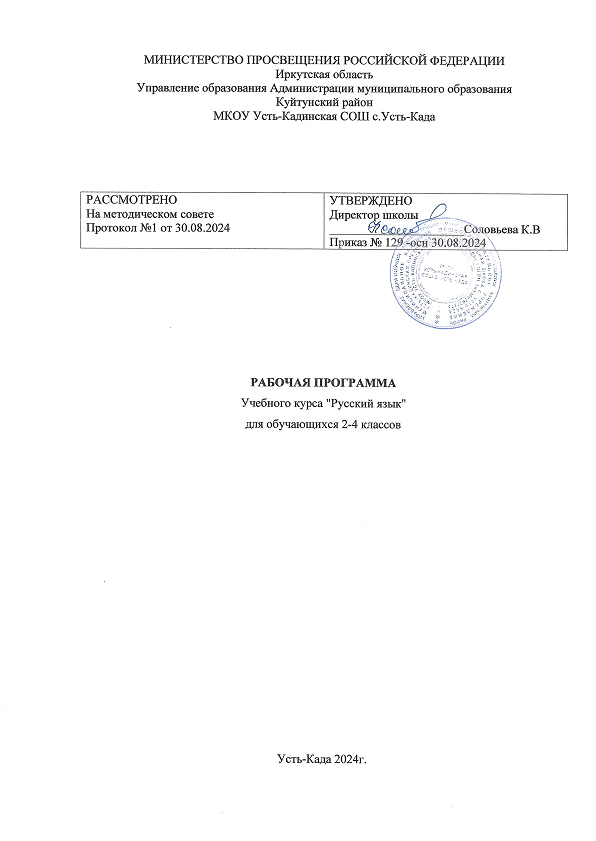 МИНИСТЕРСТВО ПРОСВЕЩЕНИЯ РОССИЙСКОЙ ФЕДЕРАЦИИ
Иркутская область
Управление образования Администрации муниципального образования
Куйтунский район
МКОУ Усть-Кадинская СОШ с.Усть-Када
РАССМОТРЕНО
На методическом совете
Протокол №1 от 30.08.2024
УТВЕРЖДЕНО
Директор школы
Соловьева К.В
Приказ № 129 -осн 30.08.2024
РАБОЧАЯ ПРОГРАММА
Учебного курса "Русский язык"
для обучающихся 2-4 классов
Усть-Када 2024г.